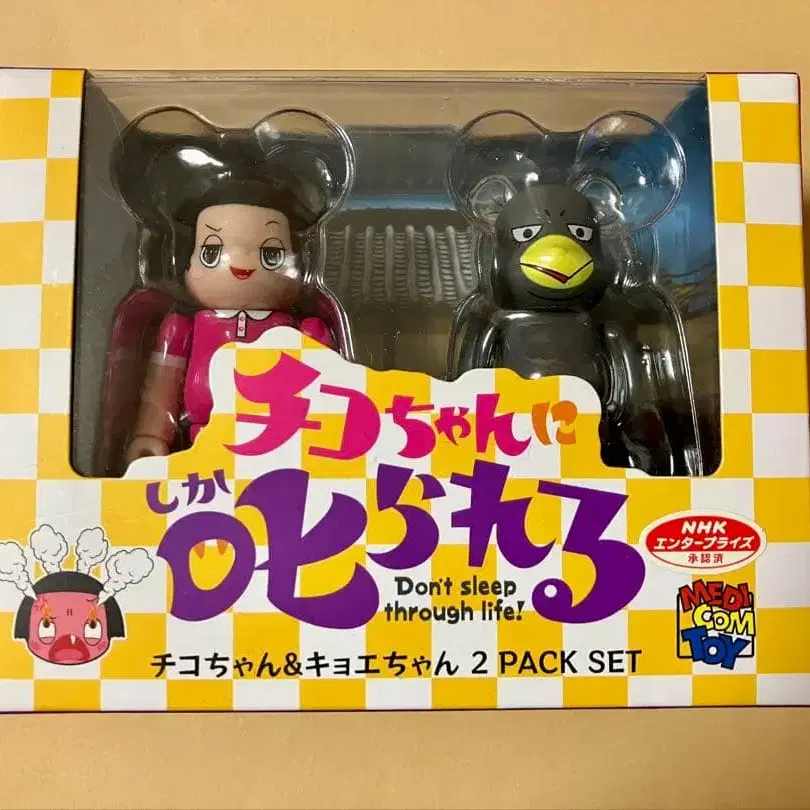 チコちゃんに
しか
叱られる
Don't sleep
through life!
NHK
エンタープライズ
承認済
MEDI
COM
TOY
チコちゃん&キョエちゃん 2 PACK SET